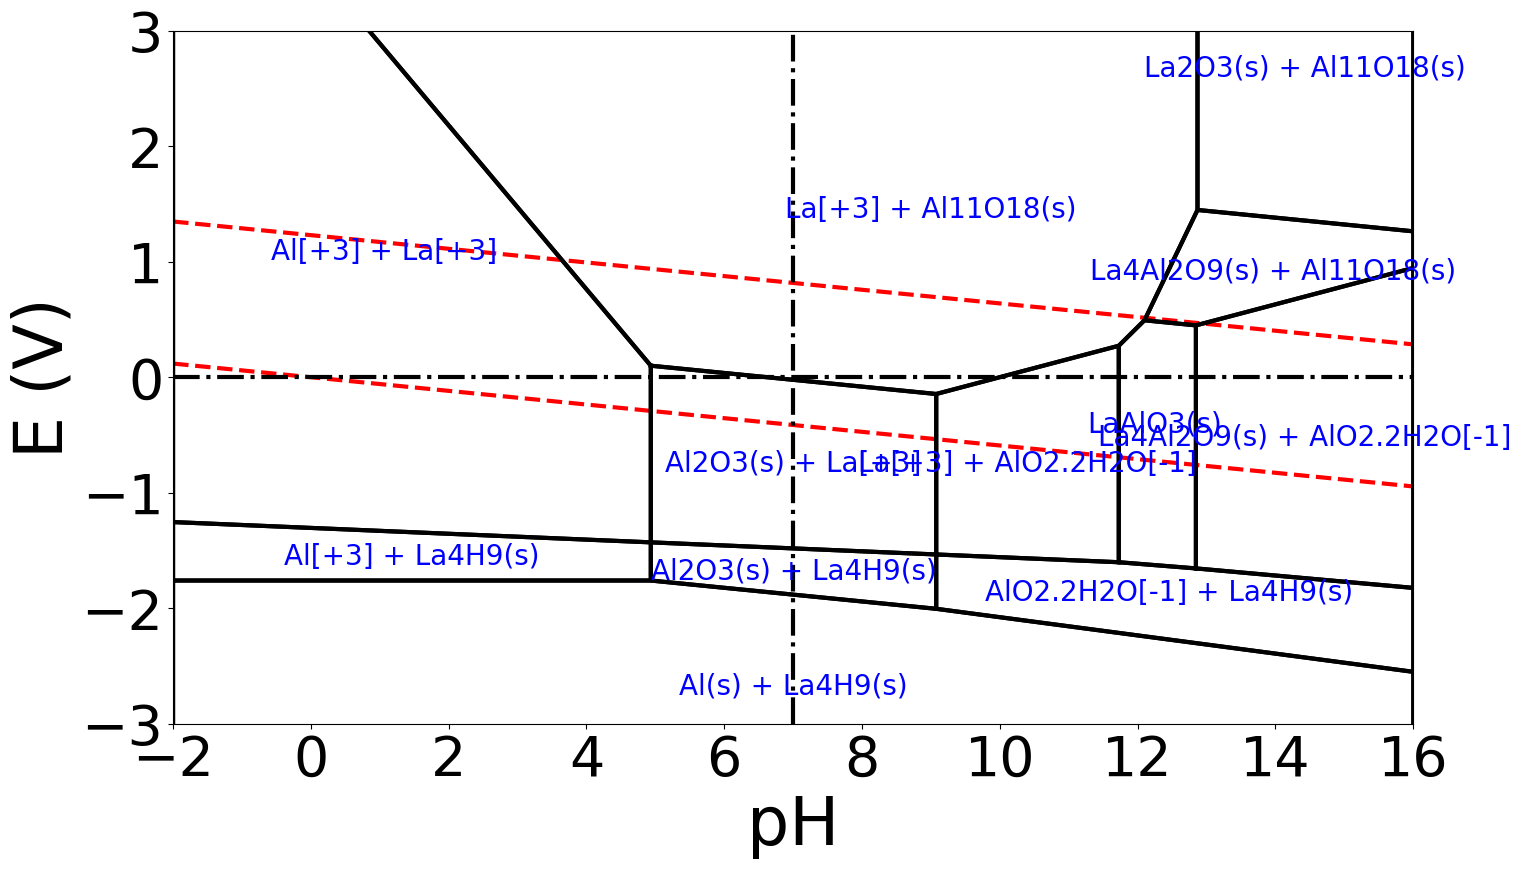 3
La2O3(s) + Al11O18(s)
2
La[+3] + Al11O18(s)
1
Al[+3] + La[+3]
La4Al2O9(s) + Al11O18(s)
0
LaAlO3(s)
La4Al2O9(s) + AlO2.2H2O[-1]
Al2O3(s) + La[+3]
La[+3] + AlO2.2H2O[-1]
−1
Al[+3] + La4H9(s)
Al2O3(s) + La4H9(s)
AlO2.2H2O[-1] + La4H9(s)
−2
Al(s) + La4H9(s)
−3
E (V)
−2 0 2 4 6 8 10 12 14 16
pH